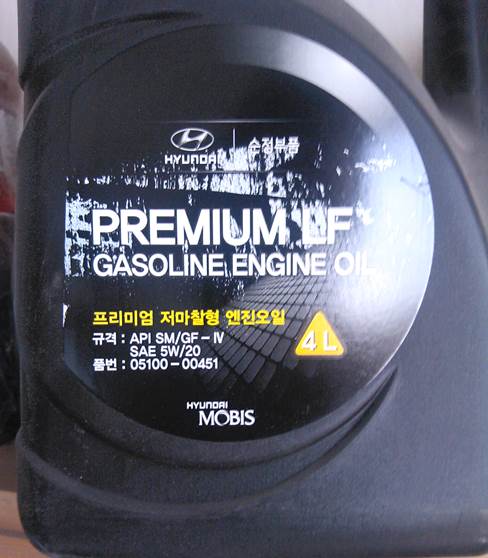 HYUNDAI 순정부품
PREMIUM LF
GASOLINE ENGINE OIL
프리미엄 저마찰형 엔진오일
규격 : API SM/GF-IV
SAE 5W/20
4L
품번 : 05100-00451
HYUNDAI
MOBIS